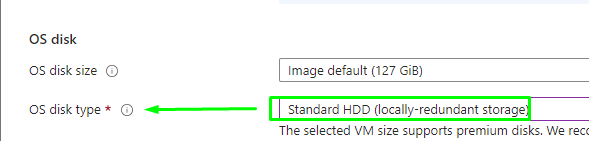 OS disk
OS disk size
Image default (127 GiB)
OS disk type *
Standard HDD (locally-redundant storage)
The selected VM size supports premium disks. We